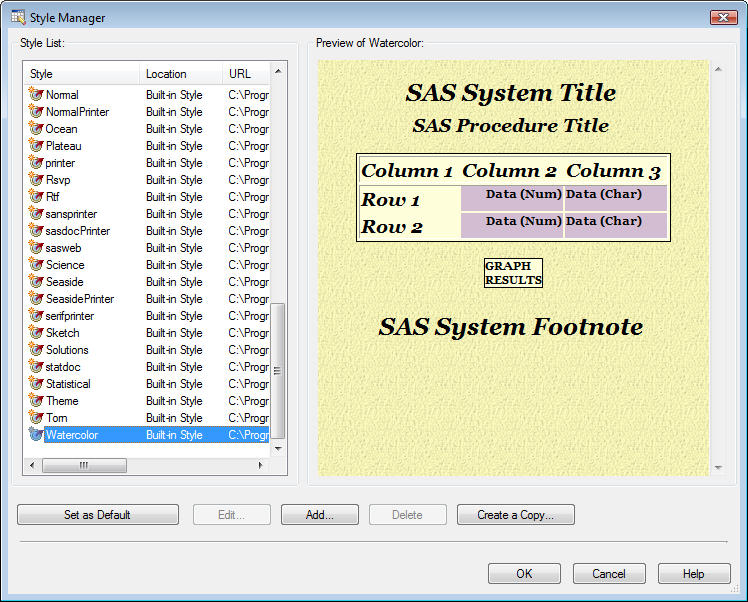 Style Manager
Style List:
Style Location URL
Normal Built-in Style C:\Progr
NormalPrinter Built-in Style C:\Progr
Ocean Built-in Style C:\Progr
Plateau Built-in Style C:\Progr
printer Built-in Style C:\Progr
Rsvp Built-in Style C:\Progr
Rtf Built-in Style C:\Progr
sansprinter Built-in Style C:\Progr
sasdocPrinter Built-in Style C:\Progr
sasweb Built-in Style C:\Progr
Science Built-in Style C:\Progr
Seaside Built-in Style C:\Progr
SeasidePrinter Built-in Style C:\Progr
serifprinter Built-in Style C:\Progr
Sketch Built-in Style C:\Progr
Solutions Built-in Style C:\Progr
statdoc Built-in Style C:\Progr
Statistical Built-in Style C:\Progr
Theme Built-in Style C:\Progr
Torn Built-in Style C:\Progr
Watercolor Built-in Style C:\Progr
Preview of Watercolor:
SAS System Title
SAS Procedure Title
Column 1 Column 2 Column 3
Row 1 Data (Num) Data (Char)
Row 2 Data (Num) Data (Char)
GRAPH
RESULTS
SAS System Footnote
Set as Default Edit... Add... Delete Create a Copy...
OK Cancel Help